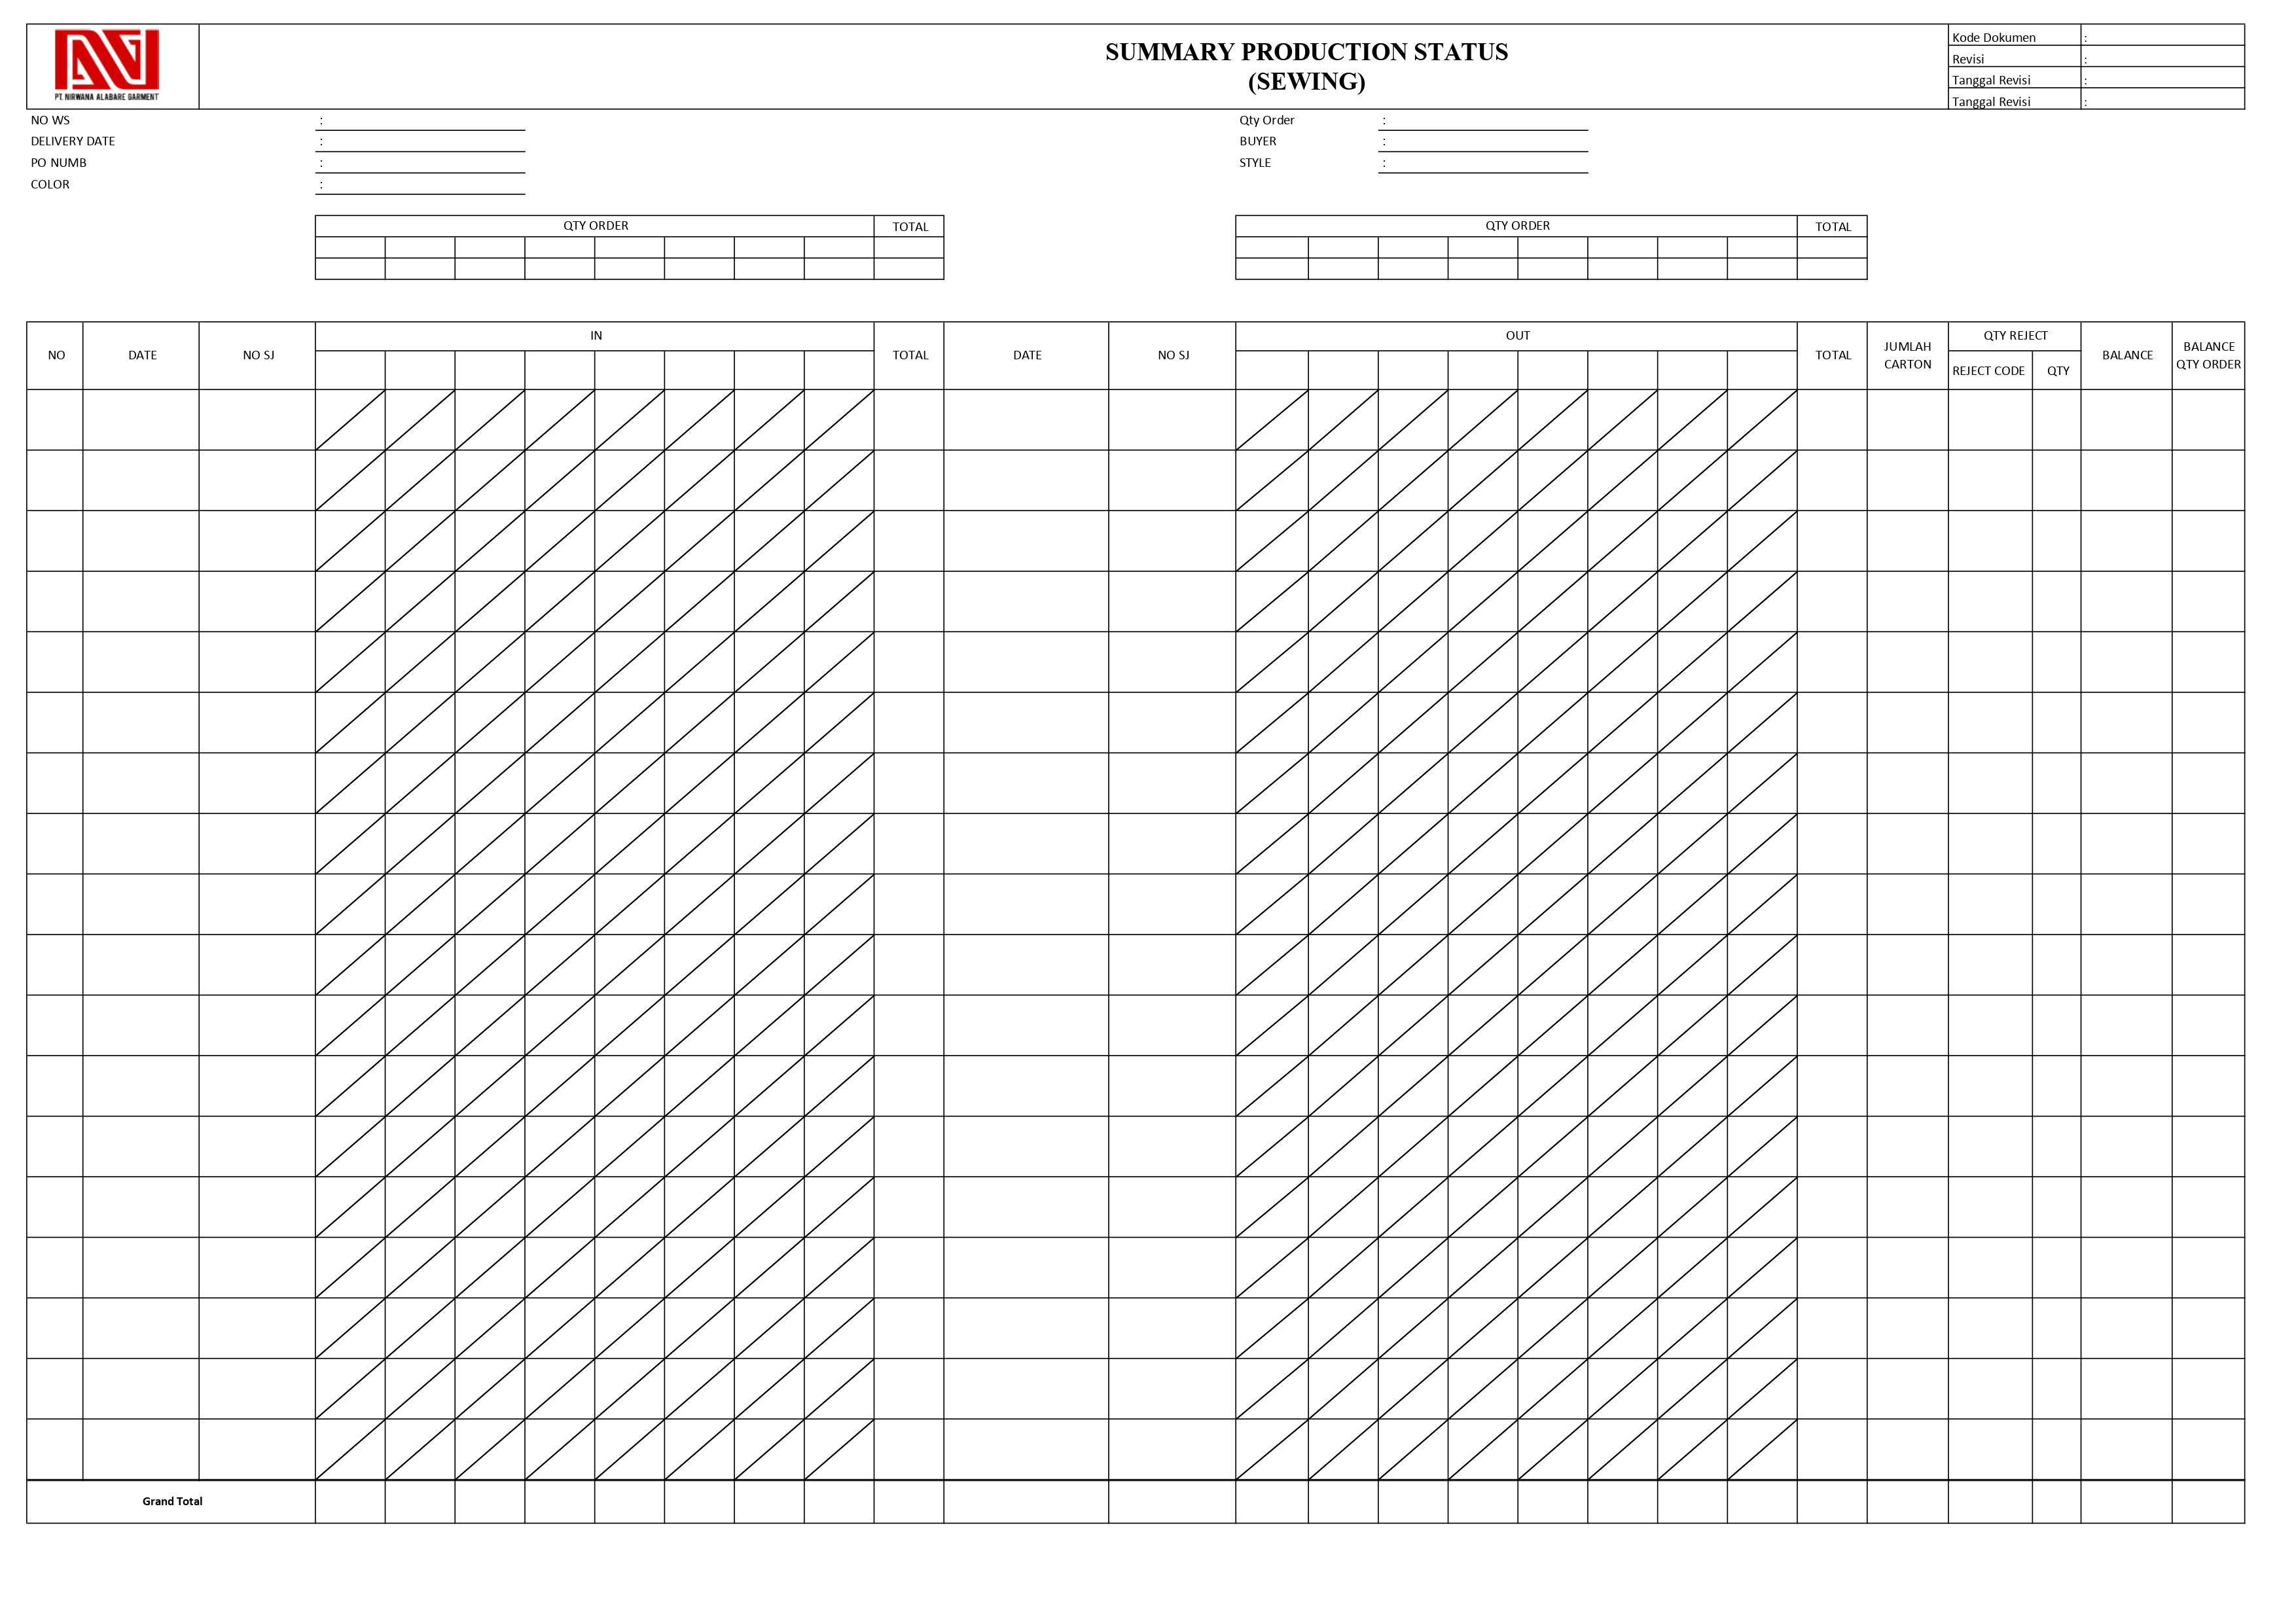 PT. NIRWANA ALABARE GARMENT
SUMMARY PRODUCTION STATUS
(SEWING)
Kode Dokumen :
Revisi :
Tanggal Revisi :
Tanggal Revisi :
NO WS :
DELIVERY DATE :
PO NUMB :
COLOR :
Qty Order :
BUYER :
STYLE :
QTY ORDER TOTAL
QTY ORDER TOTAL
NO DATE NO SJ IN TOTAL DATE NO SJ OUT TOTAL JUMLAH CARTON QTY REJECT BALANCE BALANCE QTY ORDER
REJECT CODE QTY
Grand Total